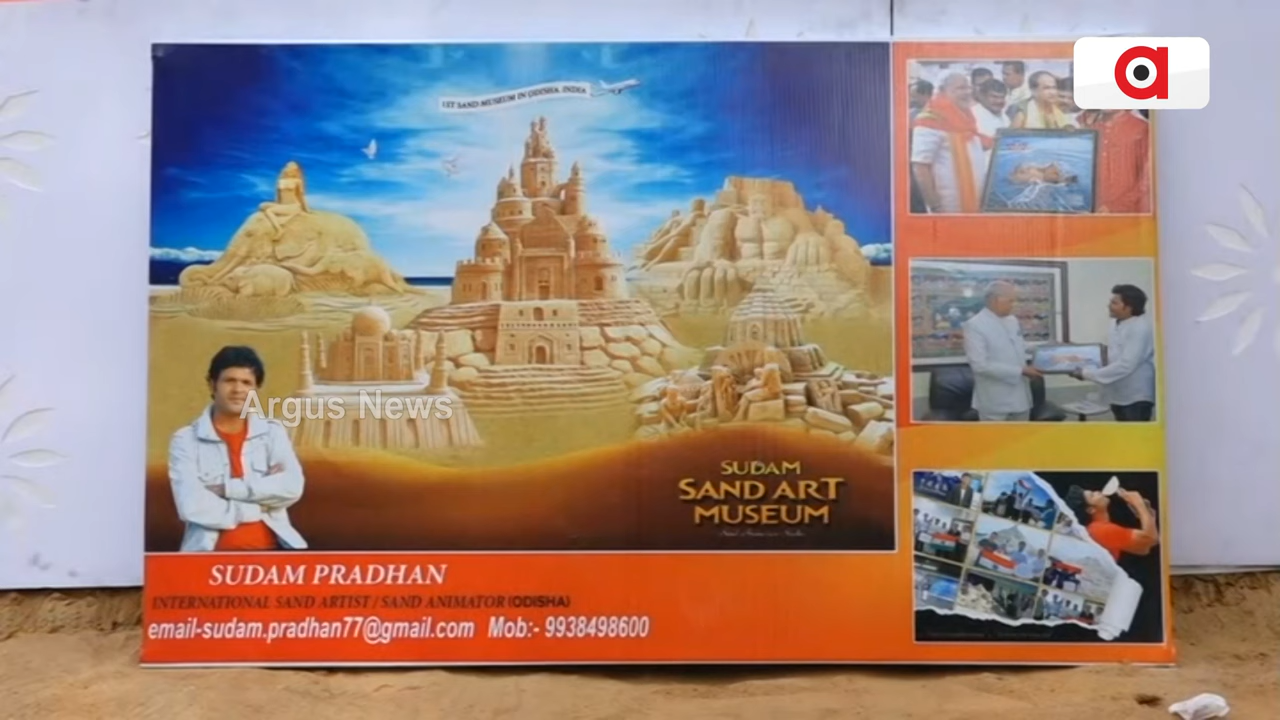 1ST SAND MUSEUM IN ODISHA, INDIA
Argus News
SUDAM
SAND ART
MUSEUM
SUDAM PRADHAN
INTERNATIONAL SAND ARTIST / SAND ANIMATOR (ODISHA)
email-sudam.pradhan77@gmail.com Mob:- 9938498600